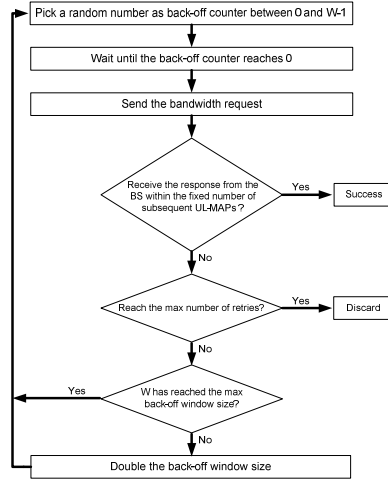 Pick a random number as back-off counter between 0 and W-1
Wait until the back-off counter reaches 0
Send the bandwidth request
Receive the response from the
BS within the fixed number of
subsequent UL-MAPs?
Yes
Success
No
Reach the max number of retries?
Yes
Discard
No
W has reached the max
back-off window size?
Yes
No
Double the back-off window size